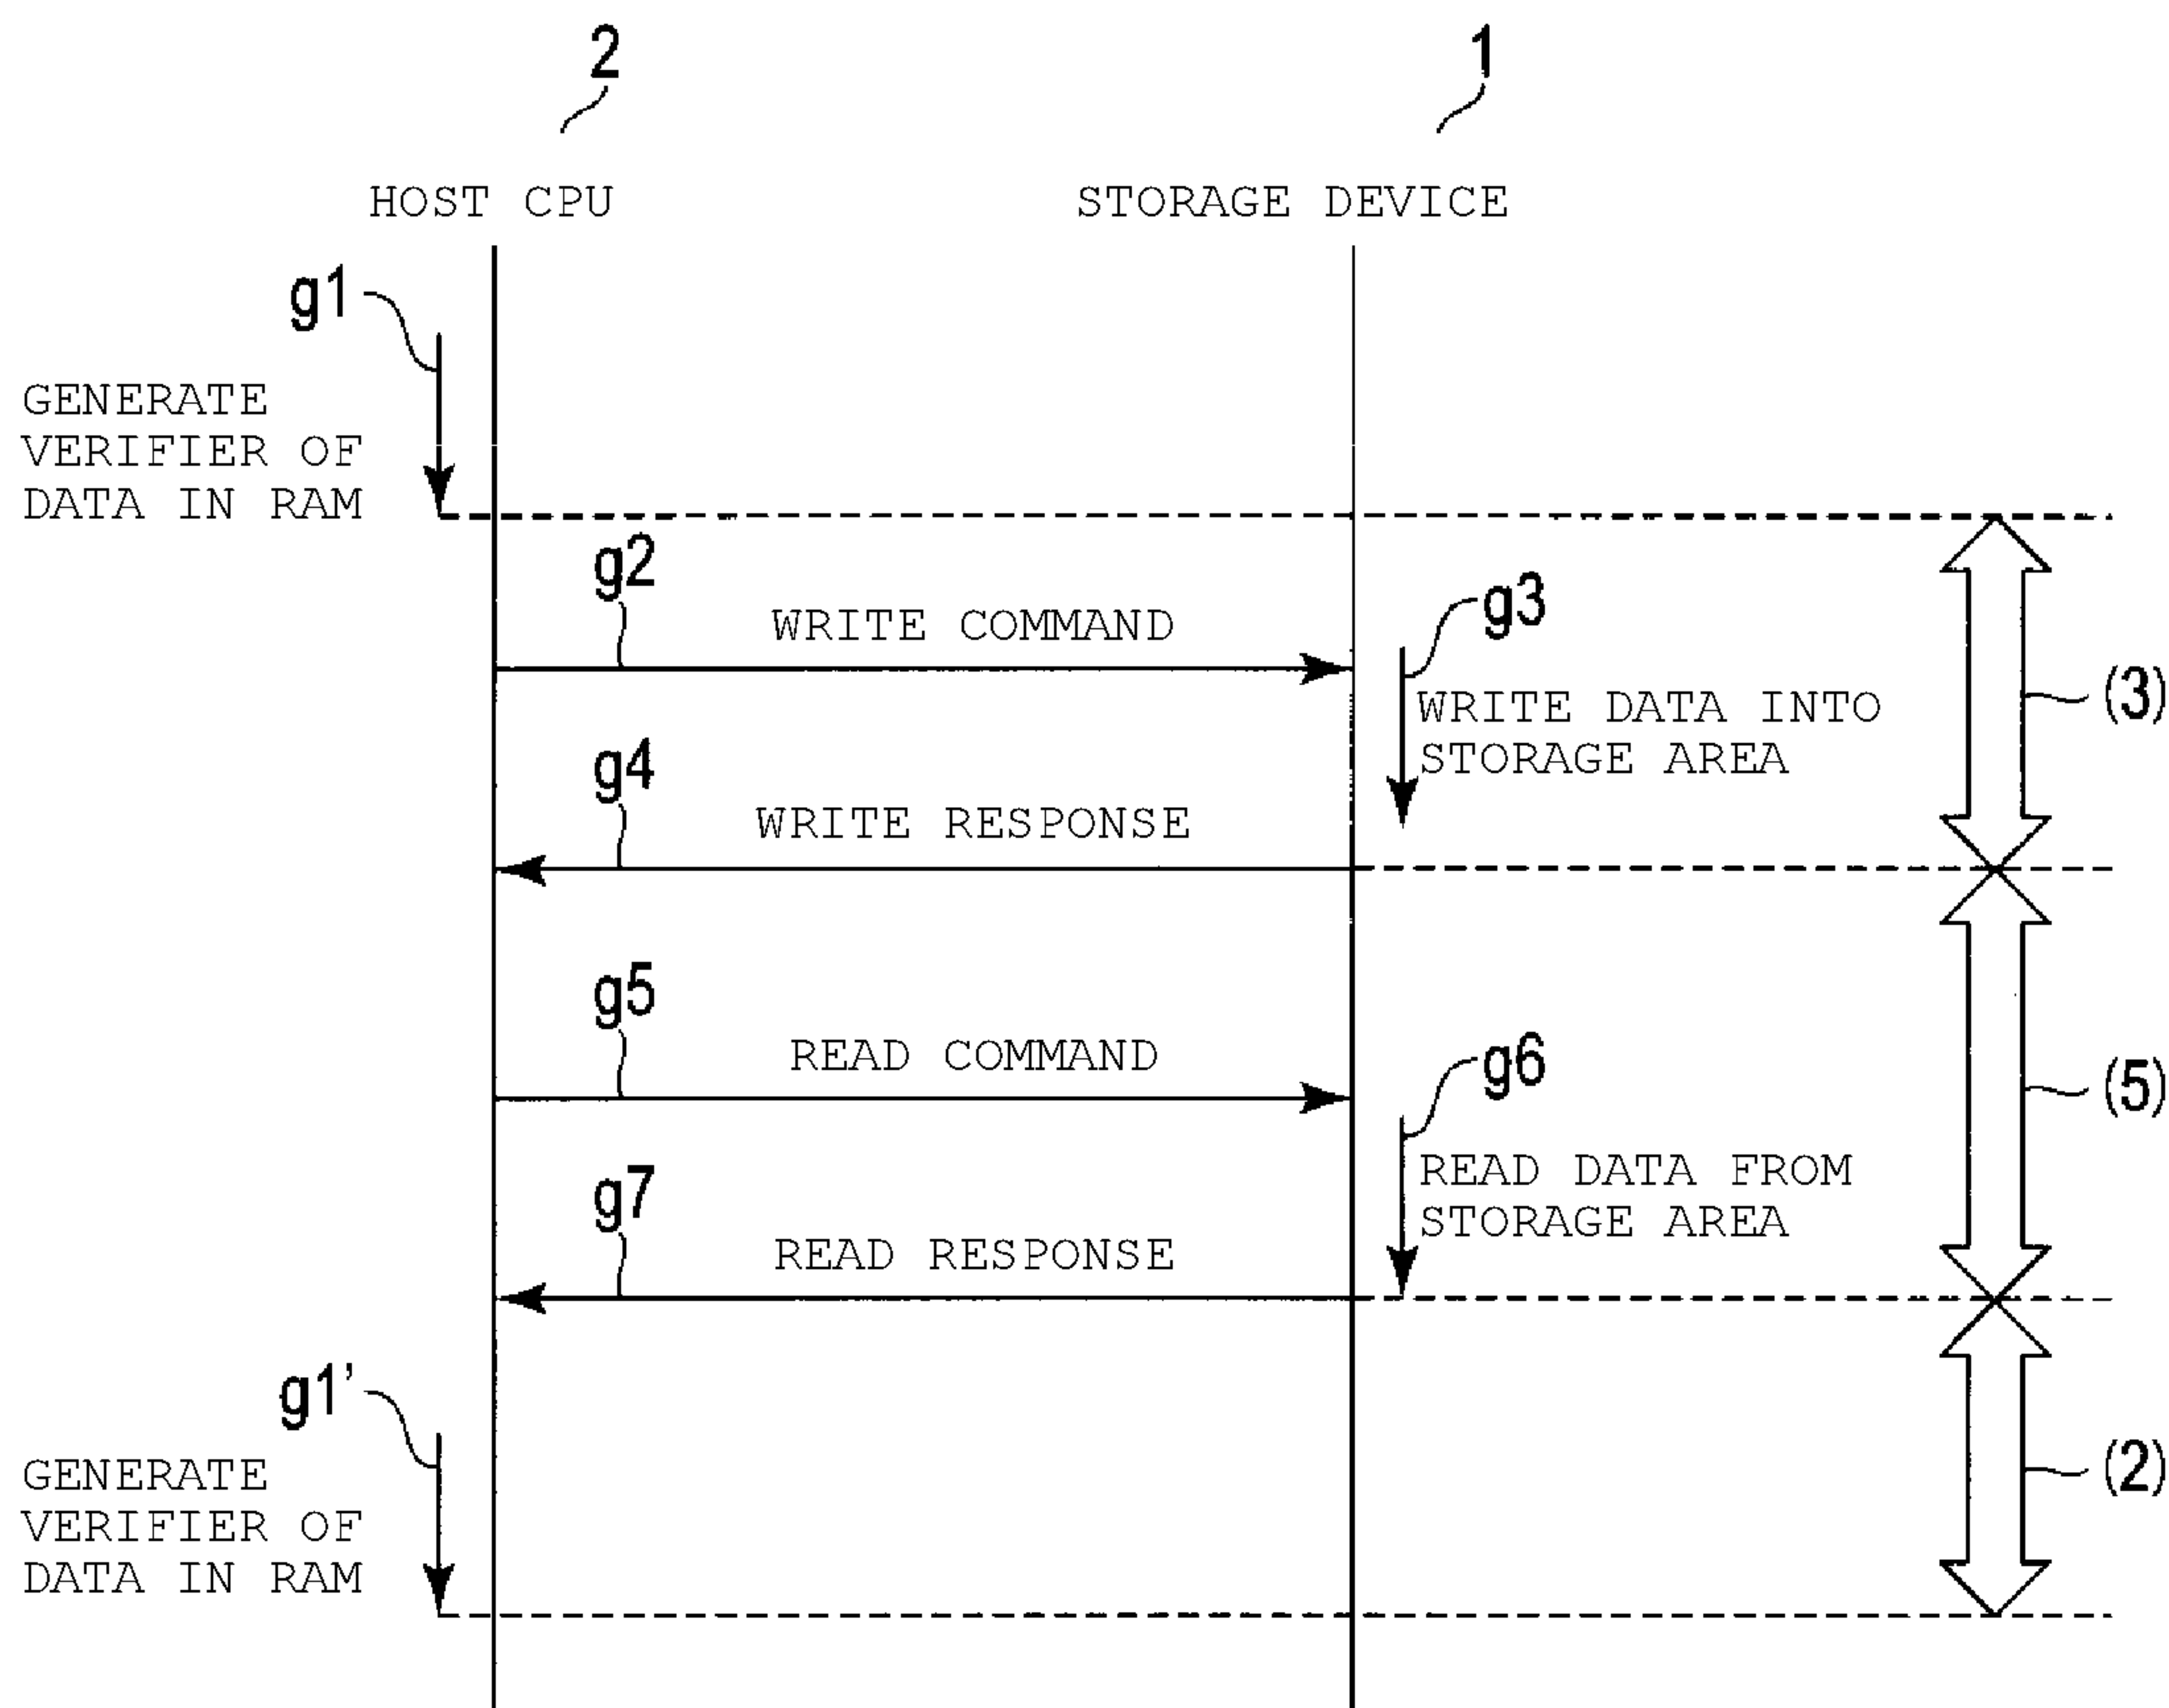 2
1
HOST CPU
STORAGE DEVICE
g1
GENERATE
VERIFIER OF
DATA IN RAM
g2
WRITE COMMAND
g3
WRITE DATA INTO
STORAGE AREA
(3)
g4
WRITE RESPONSE
g5
READ COMMAND
g6
READ DATA FROM
STORAGE AREA
(5)
g7
READ RESPONSE
g1'
GENERATE
VERIFIER OF
DATA IN RAM
(2)